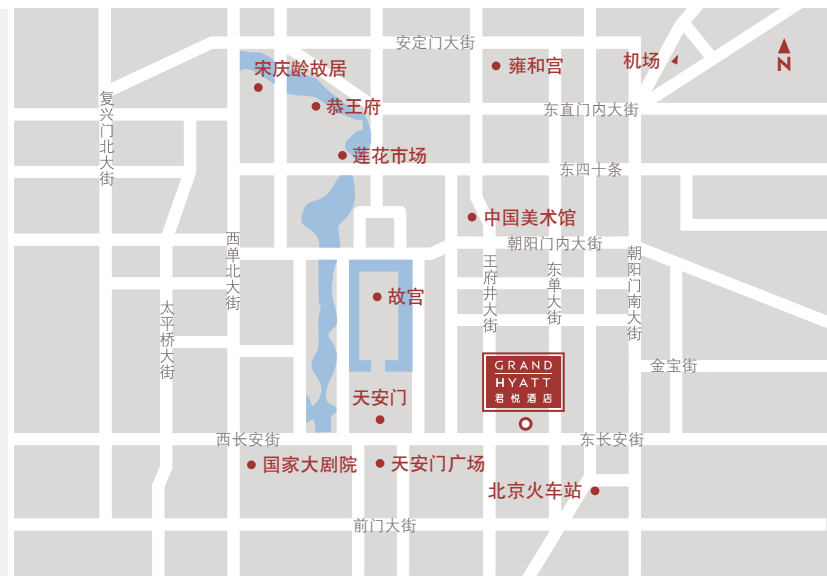 安定门大街
雍和宫
机场
N
宋庆龄故居
恭王府
东直门内大街
复兴门北大街
莲花市场
东四十条
中国美术馆
朝阳门内大街
西单北大街
王府井大街
东单大街
朝阳门南大街
故宫
太平桥大街
GRAND
HYATT
君悦酒店
金宝街
天安门
西长安街
东长安街
国家大剧院
天安门广场
北京火车站
前门大街